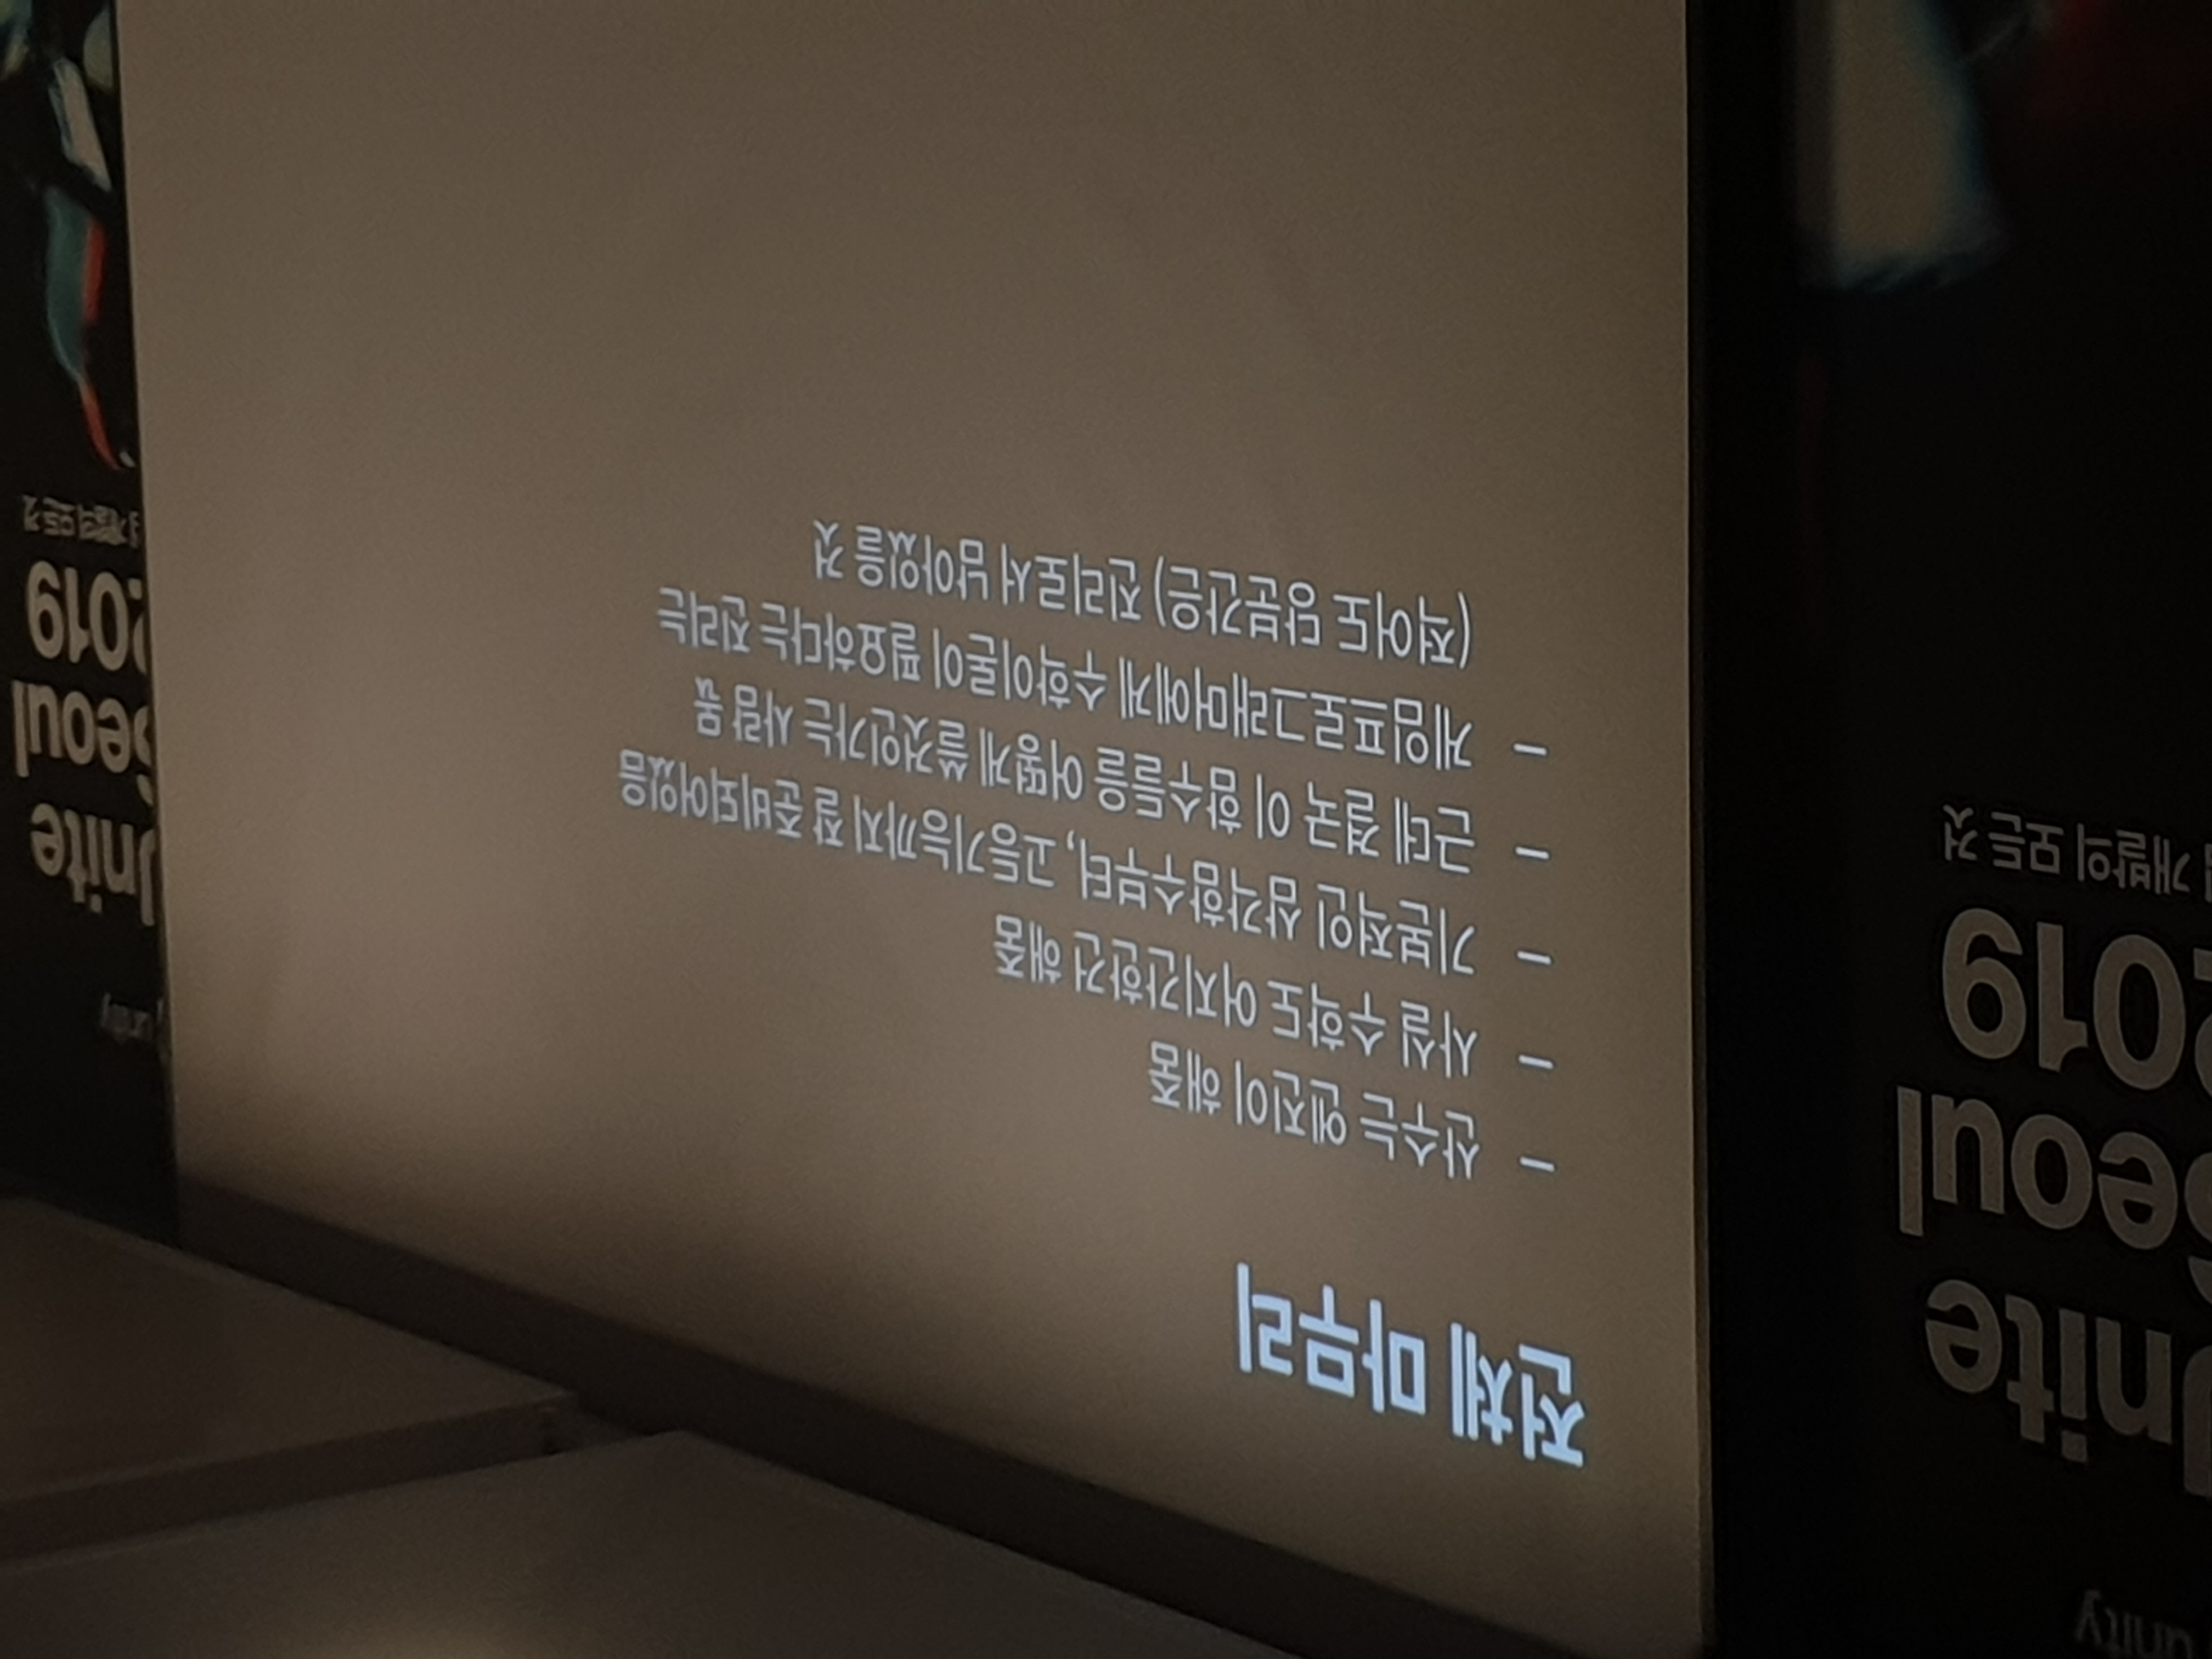 unity
Unite
Seoul
2019
개발의 모든 것
전체 마무리
– 산수는 엔진이 해줌
– 사실 수학도 어지간한건 해줌
– 기본적인 삼각함수부터, 고등기능까지 잘 준비되어있음
– 근데 결국 이 함수들을 어떻게 쓸것인가는 사람 몫
– 게임프로그래머에게 수학이론이 필요하다는 진리는
(적어도 당분간은) 진리로서 남아있을 것
unity
Unite
Seoul
2019
개발의 모든 것